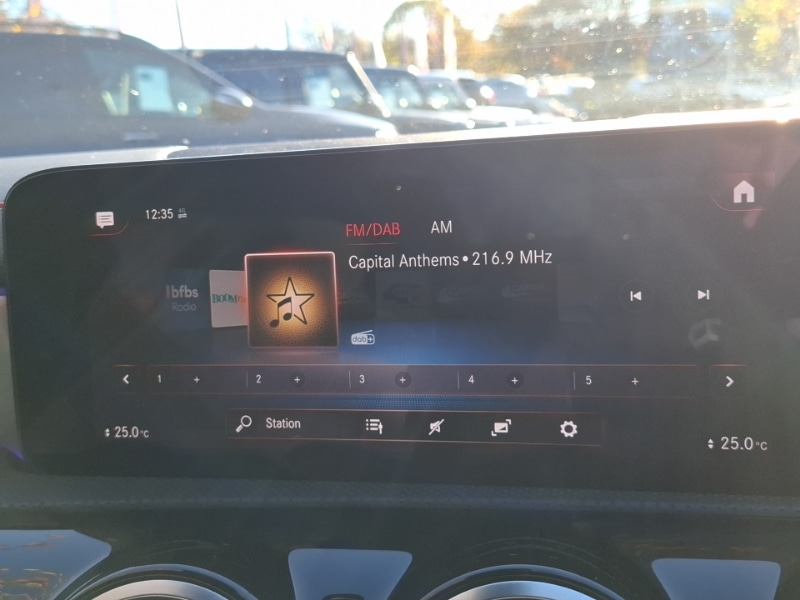 12:35
FM/DAB AM
Capital Anthems • 216.9 MHz
bfbs
Radio
BOOM
dab+
1 + 2 + 3 + 4 + 5 +
Station
25.0°C
25.0°C